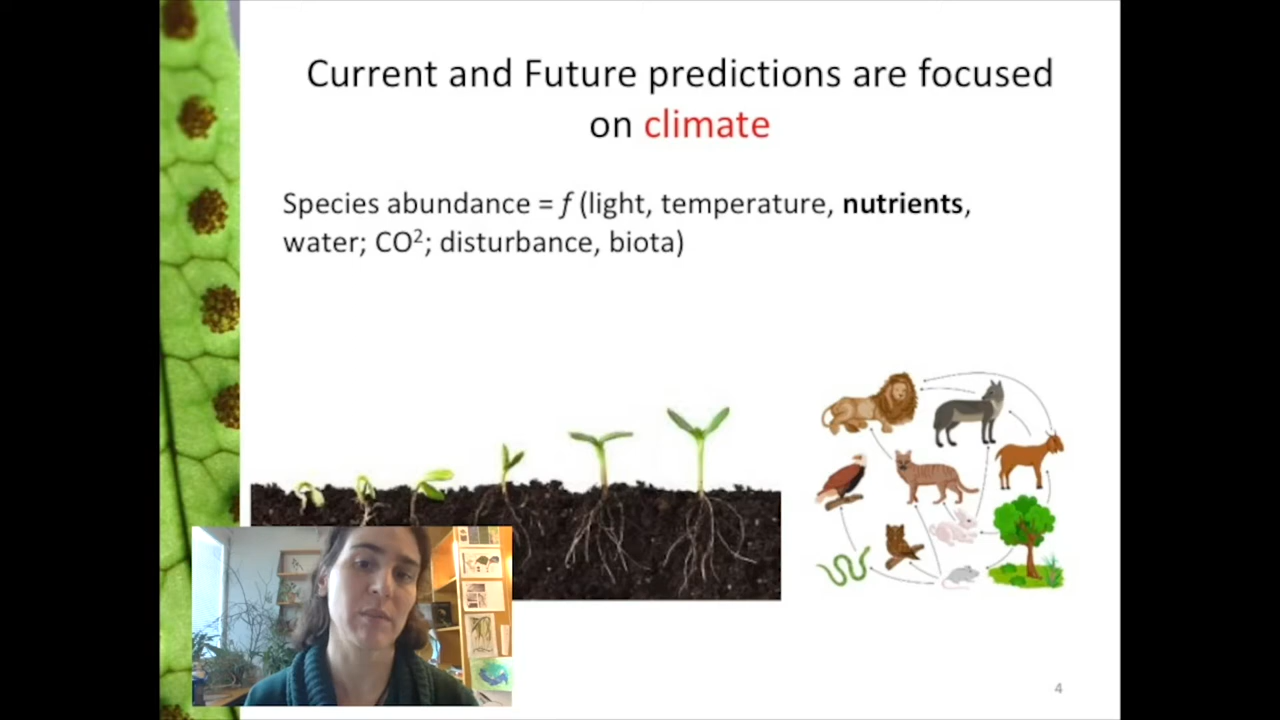 Current and Future predictions are focused
on climate
Species abundance = f (light, temperature, nutrients,
water; CO²; disturbance, biota)
4